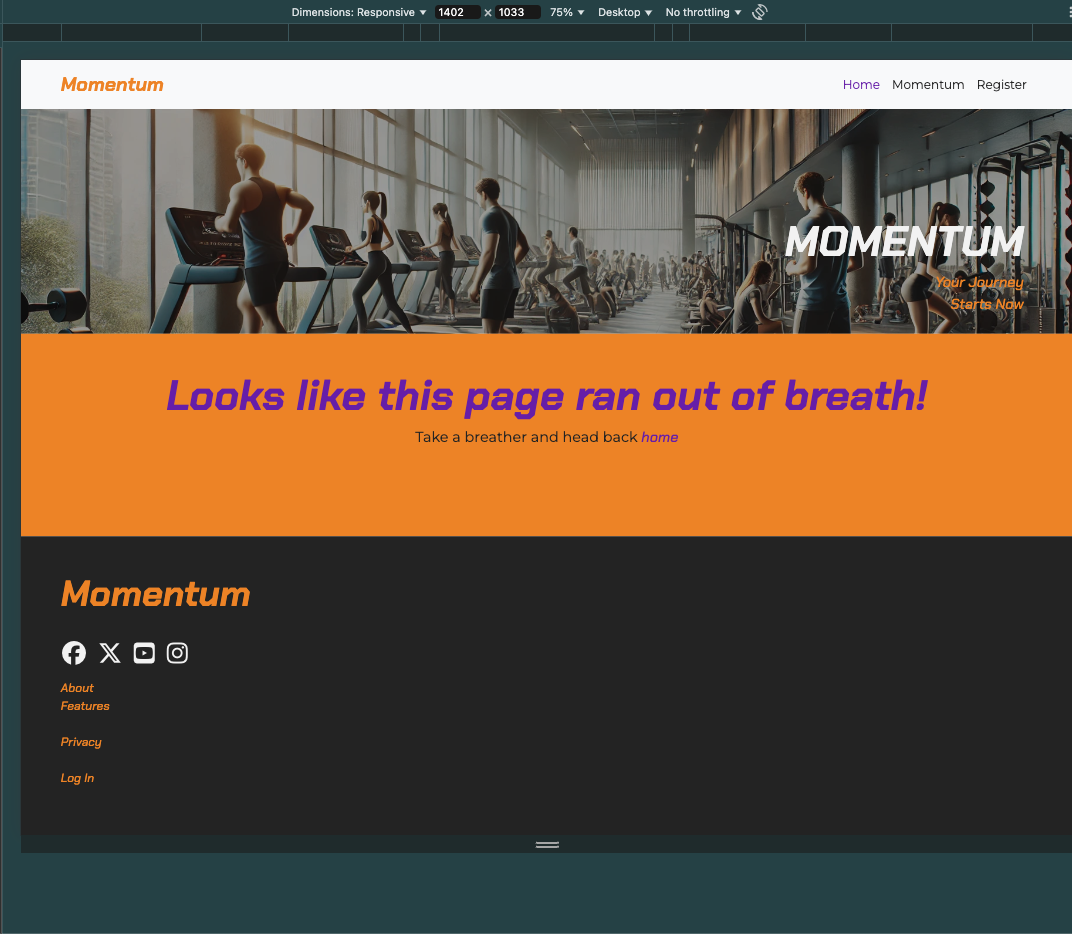 Dimensions: Responsive 1402 × 1033 75% Desktop No throttling
Momentum
Home Momentum Register
MOMENTUM
Your Journey
Starts Now
Looks like this page ran out of breath!
Take a breather and head back home
Momentum
About
Features
Privacy
Log In